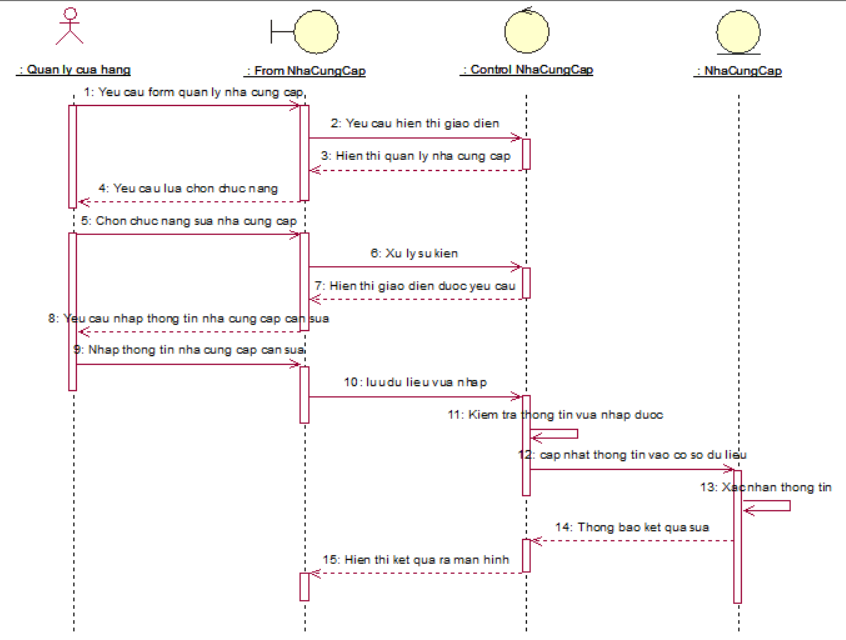 : Quan ly cua hang
: From NhaCungCap
: Control NhaCungCap
: NhaCungCap
1: Yeu cau form quan ly nha cung cap
2: Yeu cau hien thi giao dien
3: Hien thi quan ly nha cung cap
4: Yeu cau lua chon chuc nang
5: Chon chuc nang sua nha cung cap
6: Xu ly su kien
7: Hien thi giao dien duoc yeu cau
8: Yeu cau nhap thong tin nha cung cap can sua
9: Nhap thong tin nha cung cap can sua
10: luu du lieu vua nhap
11: Kiem tra thong tin vua nhap duoc
12: cap nhat thong tin vao co so du lieu
13: Xac nhan thong tin
14: Thong bao ket qua sua
15: Hien thi ket qua ra man hinh